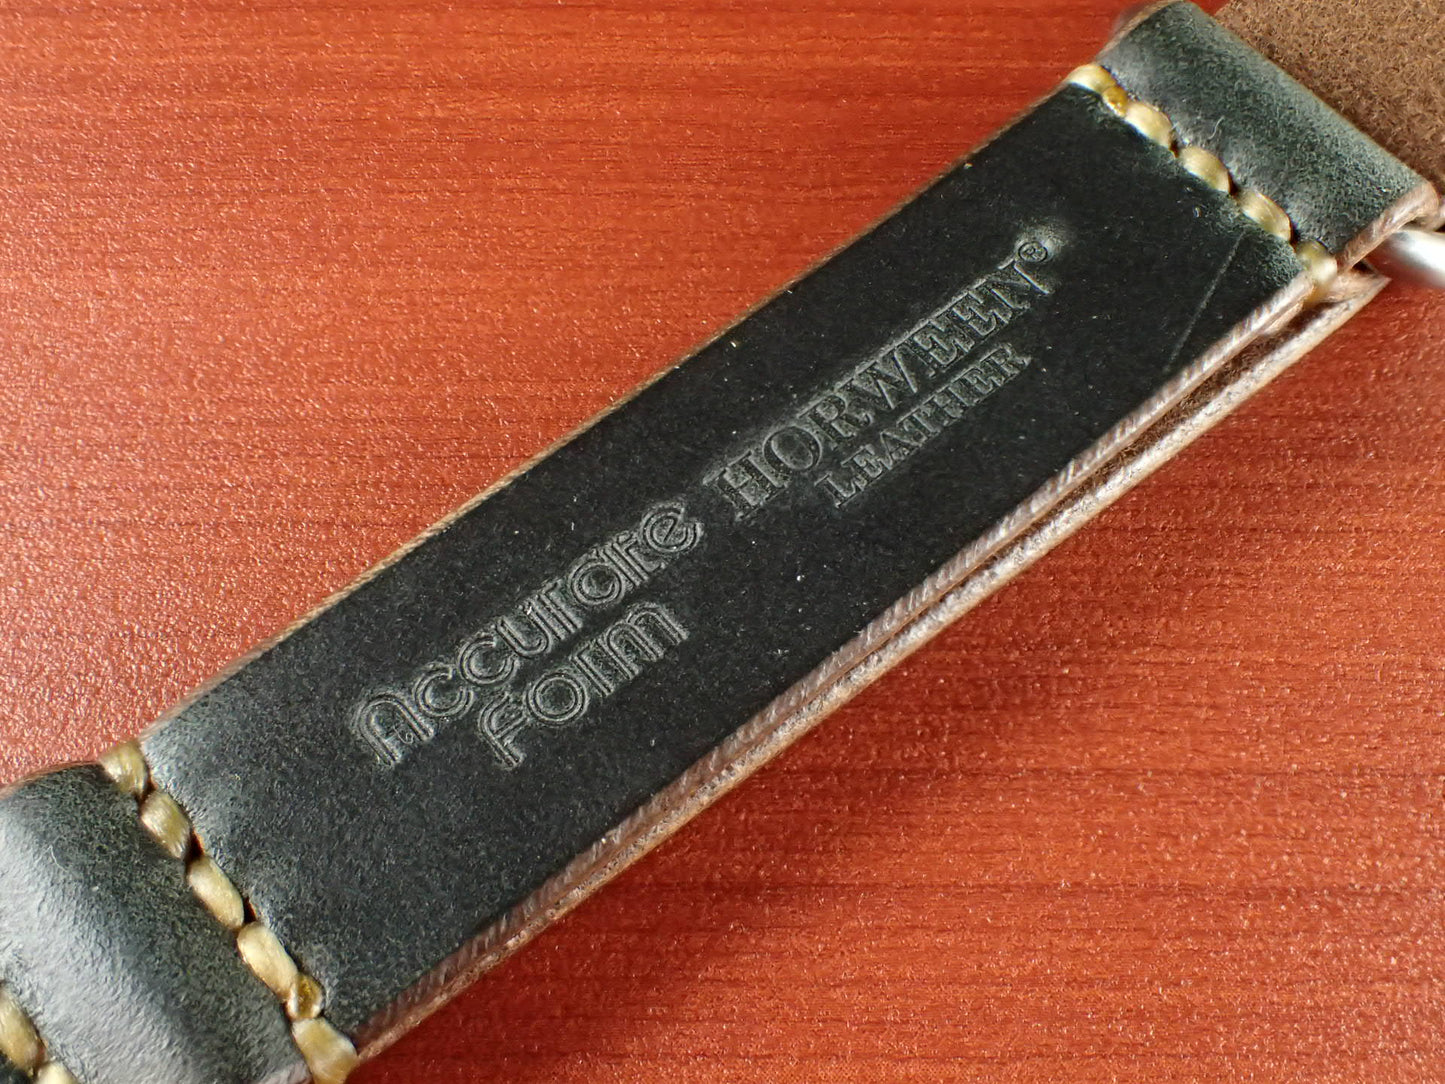 Accurate
form
HORWEEN®
LEATHER